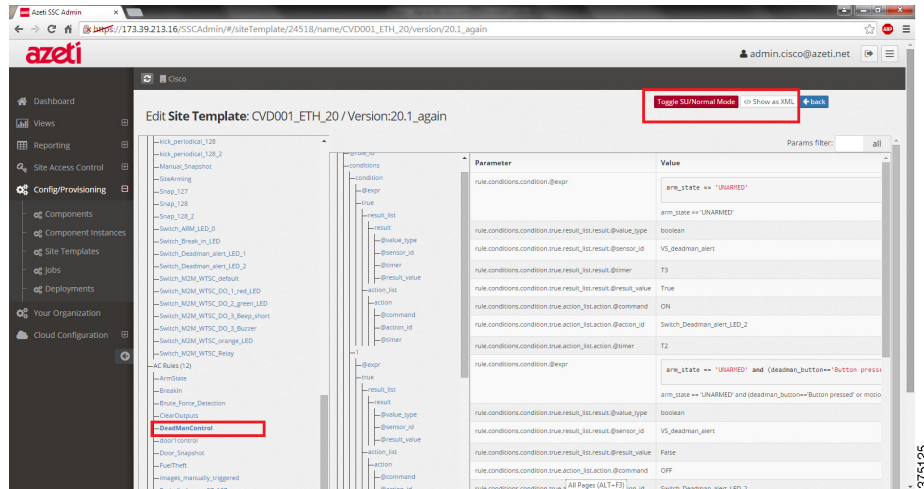 Azeti SSC Admin
https://173.39.213.16/SSCAdmin/#/siteTemplate/24518/name/CVD001_ETH_20/version/20.1_again
azeti
admin.cisco@azeti.net
Cisco
Dashboard
Views
Reporting
Site Access Control
Config/Provisioning
Components
Component Instances
Site Templates
Jobs
Deployments
Your Organization
Cloud Configuration
Toggle SU/Normal Mode
</> Show as XML
back
Edit Site Template: CVD001_ETH_20 / Version:20.1_again
Params filter:
all
kick_periodical_128
kick_periodical_128_2
Manual_Snapshot
SiteArming
Snap_127
Snap_128
Snap_128_2
Switch_ARM_LED_0
Switch_Break_in_LED
Switch_Deadman_alert_LED_1
Switch_Deadman_alert_LED_2
Switch_M2M_WTSC_default
Switch_M2M_WTSC_DO_1_red_LED
Switch_M2M_WTSC_DO_2_green_LED
Switch_M2M_WTSC_DO_3_Beep_short
Switch_M2M_WTSC_DO_3_Buzzer
Switch_M2M_WTSC_orange_LED
Switch_M2M_WTSC_Relay
AC Rules (12)
ArmState
Breakin
Brute_Force_Detection
ClearOutputs
DeadManControl
door1control
Door_Snapshot
FuelTheft
images_manually_triggered
conditions
condition
@expr
true
result_list
result
@value_type
@sensor_id
@timer
@result_value
action_list
action
@command
@action_id
@timer
1
@expr
true
result_list
result
@value_type
@sensor_id
@result_value
action_list
action
@command
Parameter
Value
rule.conditions.condition.@expr
arm_state == 'UNARMED'
arm_state == 'UNARMED'
rule.conditions.condition.true.result_list.result.@value_type
boolean
rule.conditions.condition.true.result_list.result.@sensor_id
VS_deadman_alert
rule.conditions.condition.true.result_list.result.@timer
T3
rule.conditions.condition.true.result_list.result.@result_value
True
rule.conditions.condition.true.action_list.action.@command
ON
rule.conditions.condition.true.action_list.action.@action_id
Switch_Deadman_alert_LED_2
rule.conditions.condition.true.action_list.action.@timer
T2
rule.conditions.condition.@expr
arm_state == 'UNARMED' and (deadman_button=='Button presse
arm_state == 'UNARMED' and (deadman_button=='Button pressed' or motio
rule.conditions.condition.true.result_list.result.@value_type
boolean
rule.conditions.condition.true.result_list.result.@sensor_id
VS_deadman_alert
rule.conditions.condition.true.result_list.result.@result_value
False
rule.conditions.condition.true.action_list.action.@command
OFF
All Pages (ALT+F3)
375125